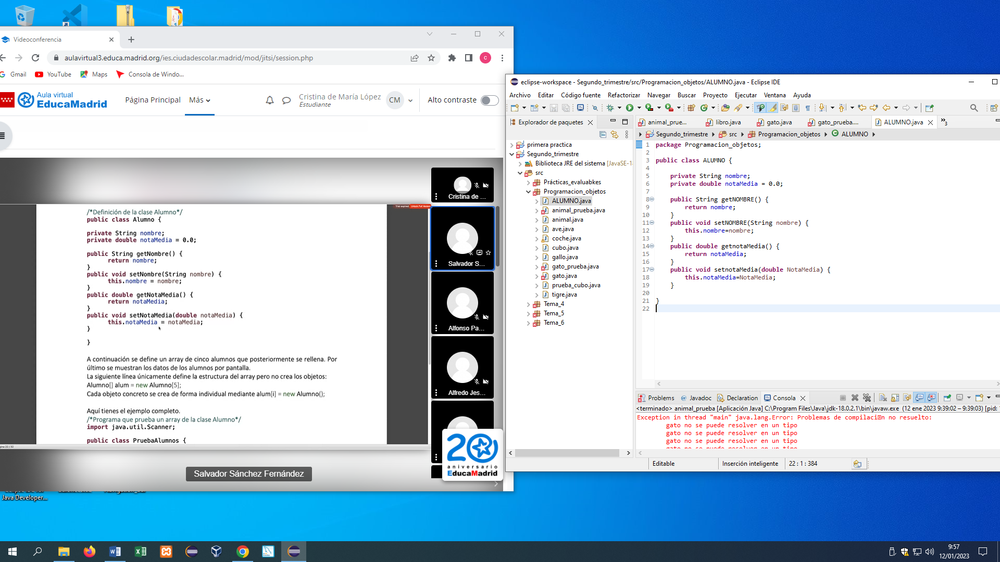 Videoconferencia
aulavirtual3.educa.madrid.org/ies.ciudadescolar.madrid/mod/jitsi/session.php
c
Gmail
YouTube
Maps
Consola de Windo...
Aula virtual
EducaMadrid
Página Principal
Más
Cristina de María López
Estudiante
CM
Alto contraste
Cristina de ...
Salvador S...
Alfonso Pa...
Alfredo Jes...
Trial expired Unlock Full Version
/*Definición de la clase Alumno*/
public class Alumno {
private String nombre;
private double notaMedia = 0.0;
public String getNombre() {
return nombre;
}
public void setNombre(String nombre) {
this.nombre = nombre;
}
public double getNotaMedia() {
return notaMedia;
}
public void setNotaMedia(double notaMedia) {
this.notaMedia = notaMedia;
}
}
A continuación se define un array de cinco alumnos que posteriormente se rellena. Por
último se muestran los datos de los alumnos por pantalla.
La siguiente línea únicamente define la estructura del array pero no crea los objetos:
Alumno[] alum = new Alumno[5];
Cada objeto concreto se crea de forma individual mediante alum[i] = new Alumno();
Aquí tienes el ejemplo completo.
/*Programa que prueba un array de la clase Alumno*/
import java.util.Scanner;
public class PruebaAlumnos {
22 / 32
Salvador Sánchez Fernández
20
aniversario
EducaMadrid
Java Developer...
eclipse-workspace - Segundo_trimestre/src/Programacion_objetos/ALUMNO.java - Eclipse IDE
Archivo Editar Código fuente Refactorizar Navegar Buscar Proyecto Ejecutar Ventana Ayuda
Explorador de paquetes
primera practica
Segundo_trimestre
Biblioteca JRE del sistema [JavaSE-1
src
Prácticas_evaluabkes
Programacion_objetos
ALUMNO.java
animal_prueba.java
animal.java
ave.java
coche.java
cubo.java
gallo.java
gato_prueba.java
gato.java
prueba_cubo.java
tigre.java
Tema_4
Tema_5
Tema_6
animal_prue... libro.java gato.java gato_prueba.... ALUMNO.java »3
Segundo_trimestre src Programacion_objetos ALUMNO
1 package Programacion_objetos;
2
3 public class ALUMNO {
4
5 private String nombre;
6 private double notaMedia = 0.0;
7
8 public String getNOMBRE() {
9 return nombre;
10 }
11 public void setNOMBRE(String nombre) {
12 this.nombre=nombre;
13 }
14 public double getnotaMedia() {
15 return notaMedia;
16 }
17 public void setnotaMedia(double NotaMedia) {
18 this.notaMedia=NotaMedia;
19 }
20
21 }
22
Problems @ Javadoc Declaration Consola
<terminado> animal_prueba [Aplicación Java] C:\Program Files\Java\jdk-18.0.2.1\bin\javaw.exe (12 ene 2023 9:39:02 – 9:39:03) [pid:
Exception in thread "main" java.lang.Error: Problemas de compilaci�n no resuelto:
gato no se puede resolver en un tipo
gato no se puede resolver en un tipo
gato no se puede resolver en un tipo
gato no se puede resolver en un tipo
Editable
Inserción inteligente
22 : 1 : 384
9:57
12/01/2023